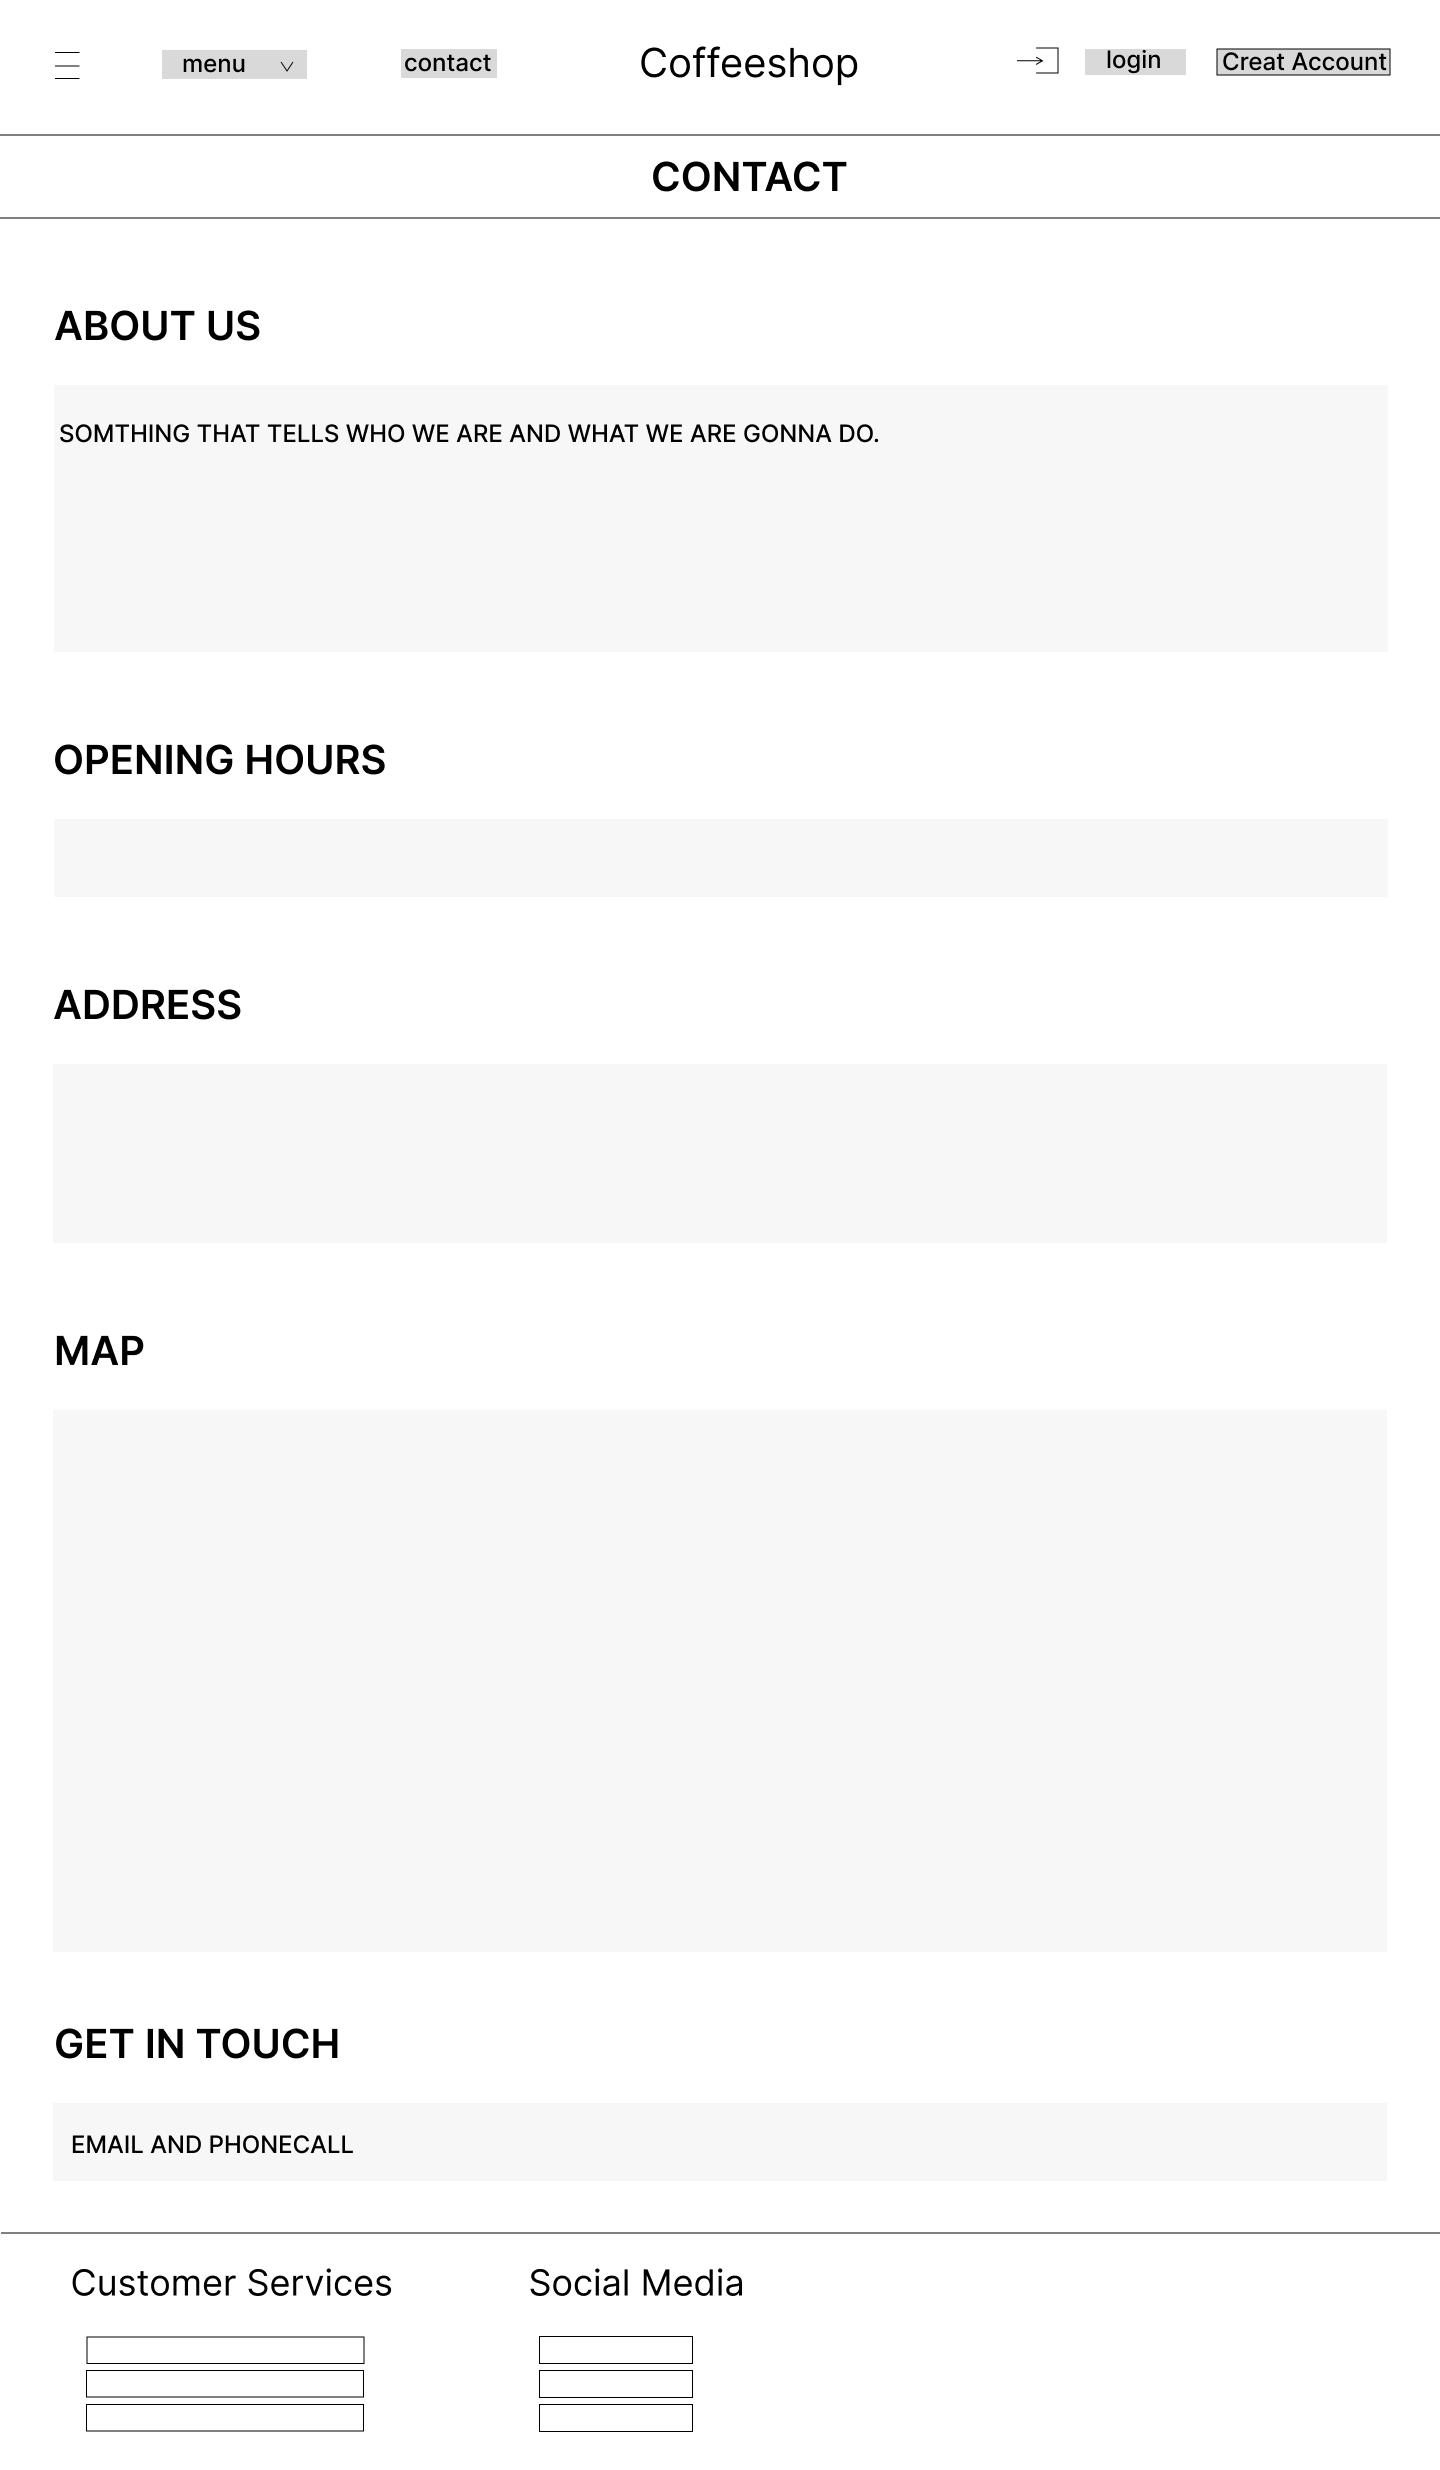 menu
contact
Coffeeshop
login
Creat Account
CONTACT
ABOUT US
SOMTHING THAT TELLS WHO WE ARE AND WHAT WE ARE GONNA DO.
OPENING HOURS
ADDRESS
MAP
GET IN TOUCH
EMAIL AND PHONECALL
Customer Services
Social Media